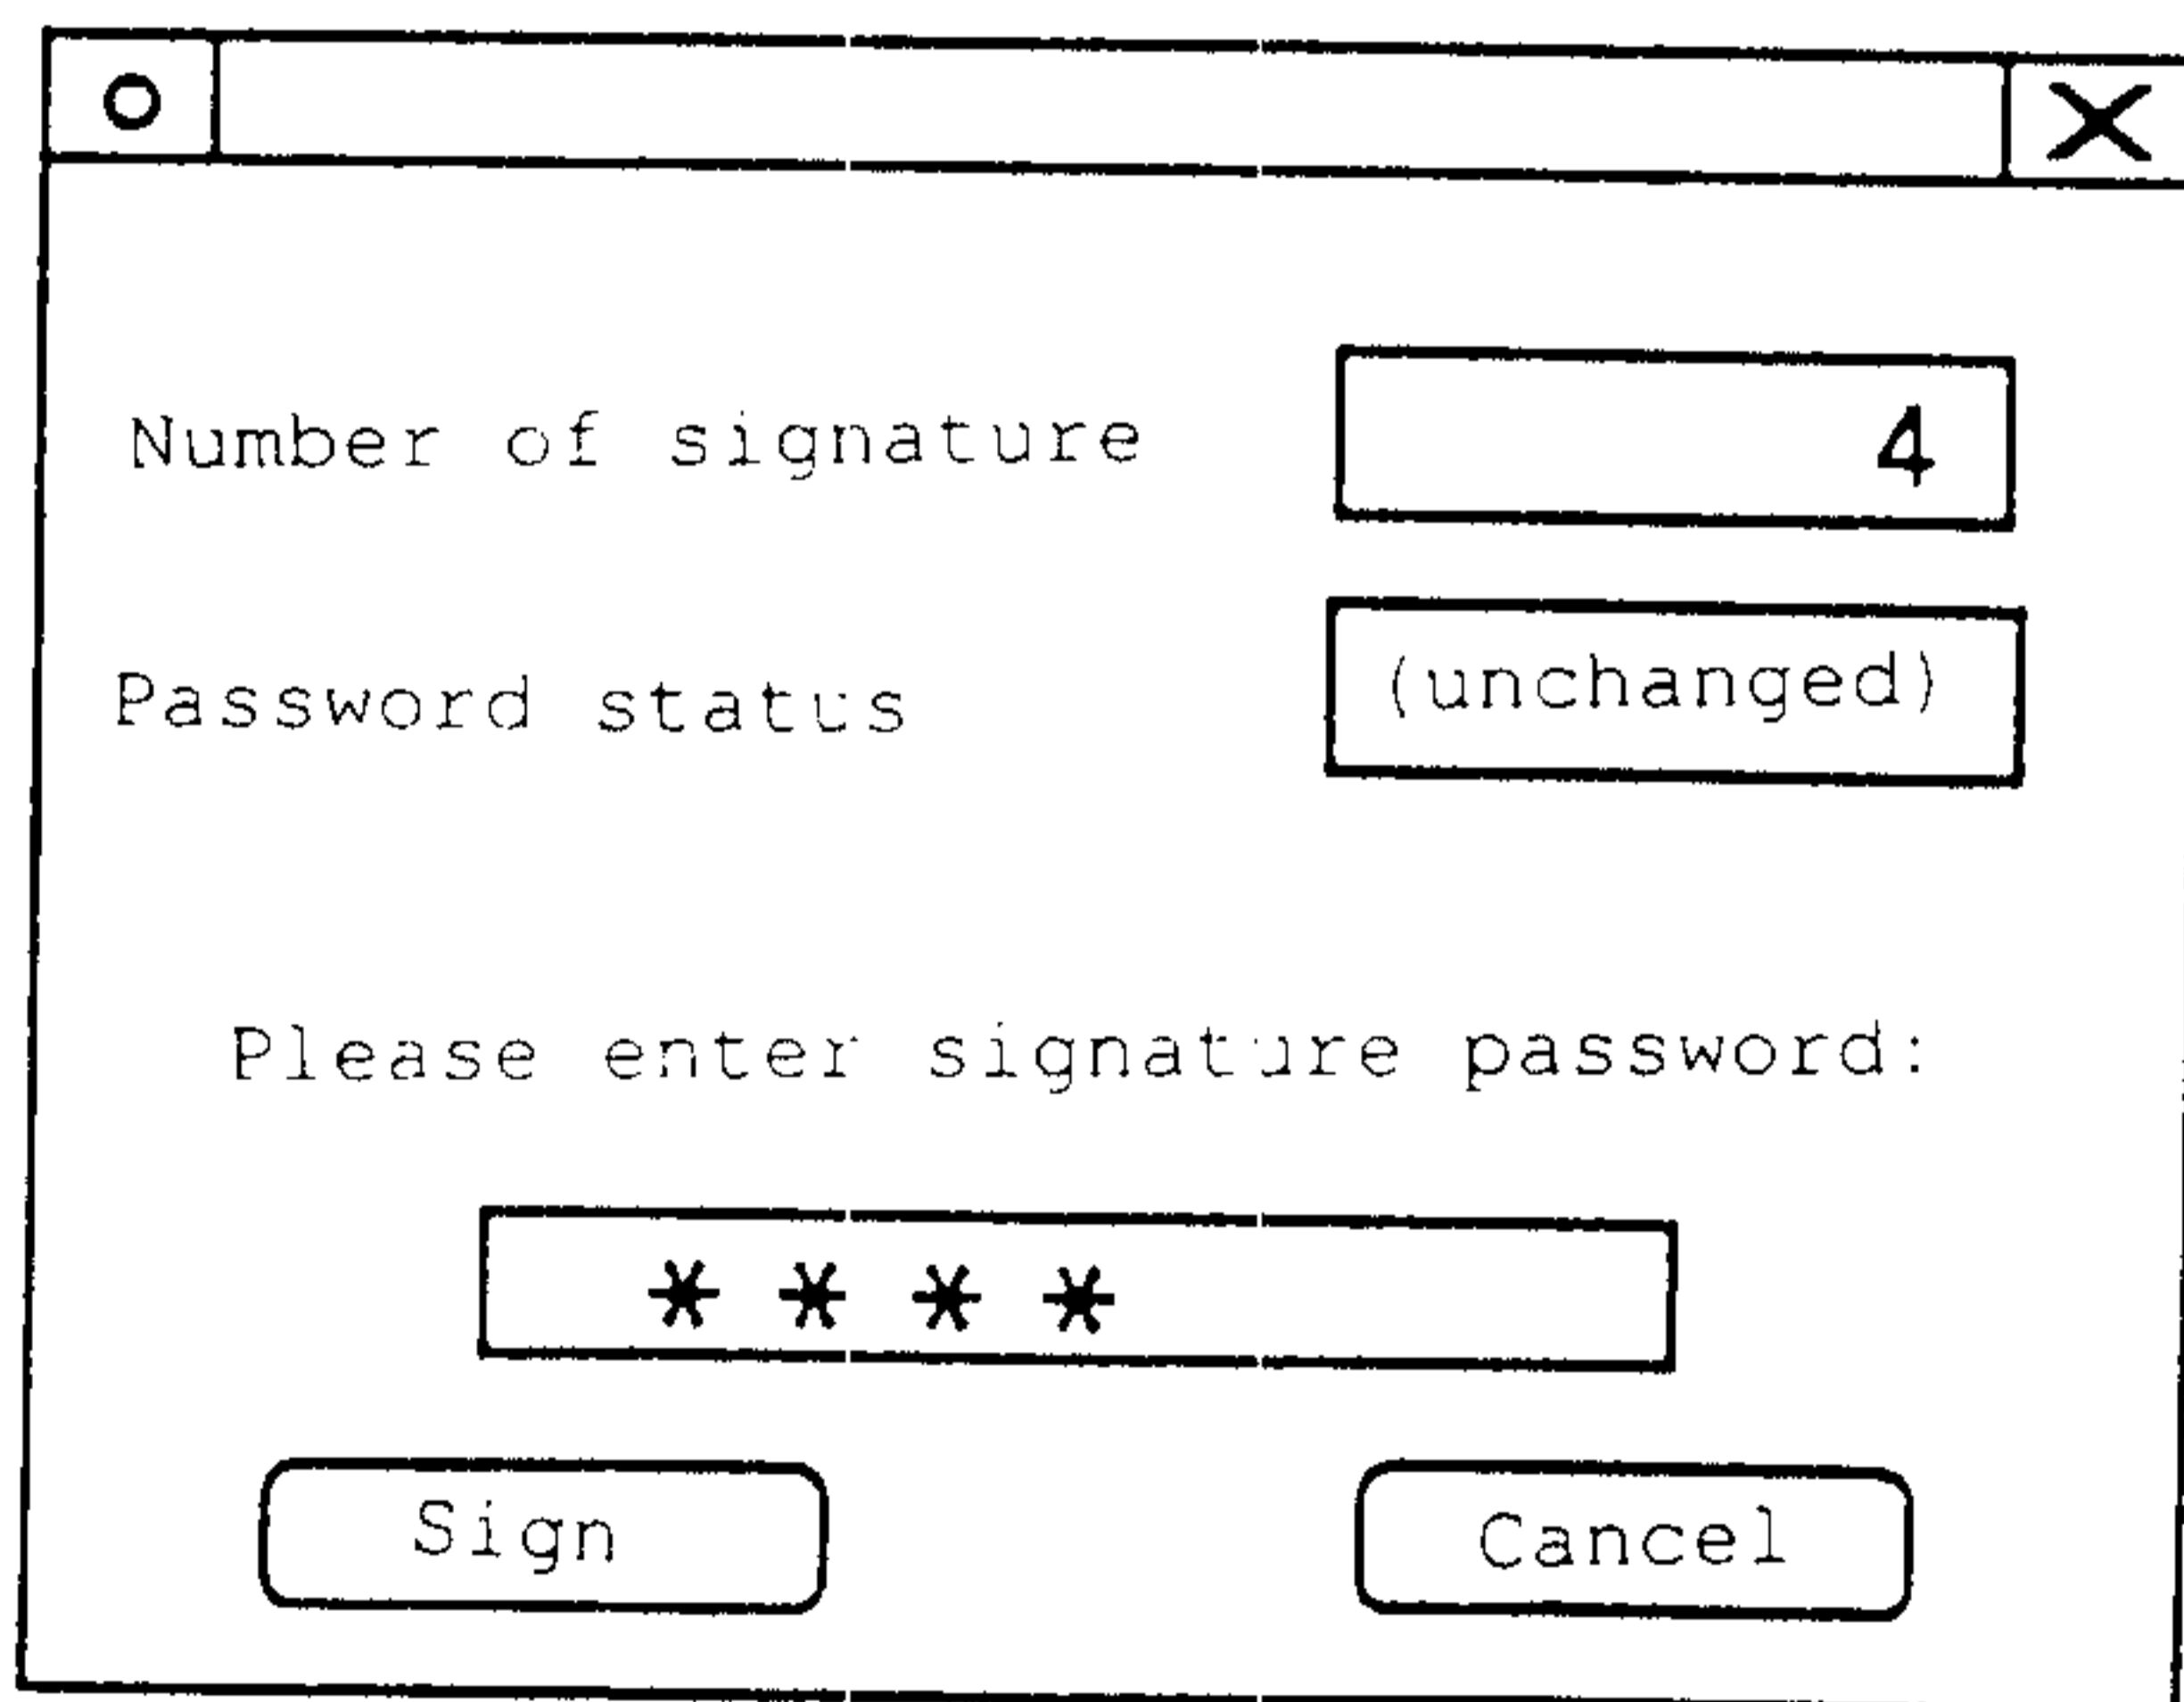 Number of signature 4
Password status (unchanged)
Please enter signature password:
* * * *
Sign Cancel